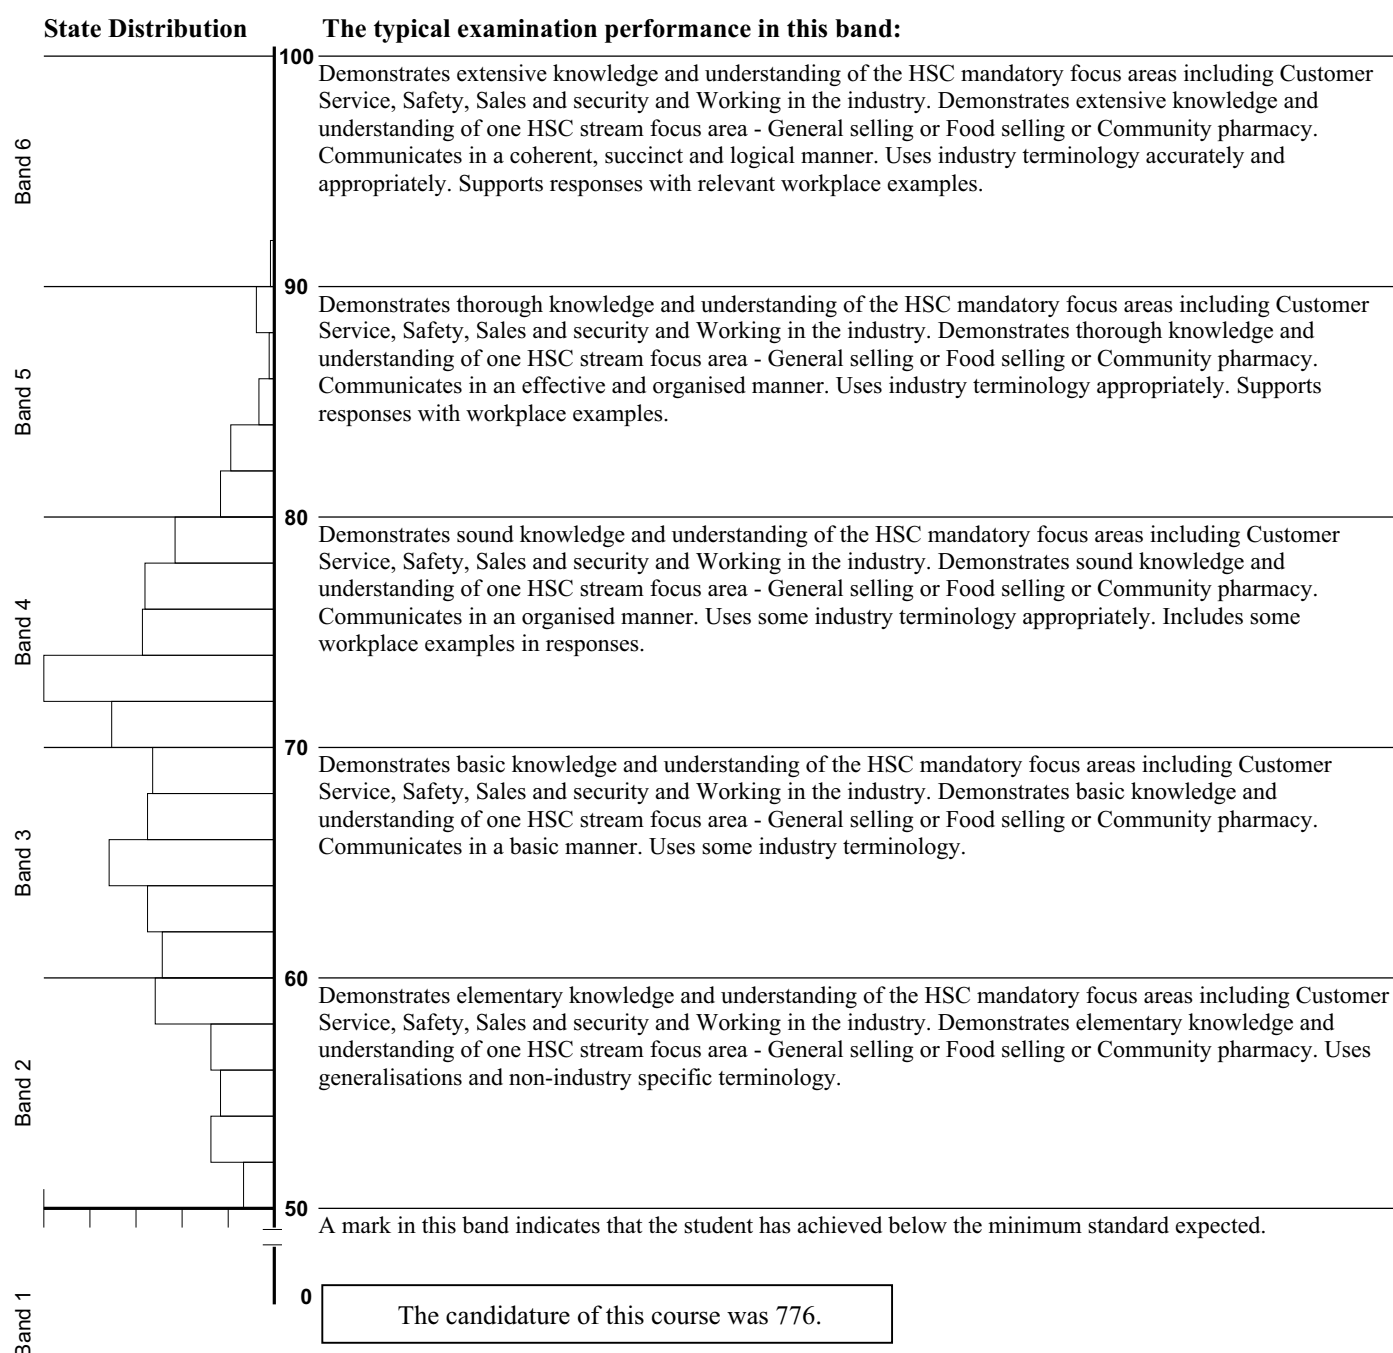 State Distribution
The typical examination performance in this band:
100
Band 6
Demonstrates extensive knowledge and understanding of the HSC mandatory focus areas including Customer
Service, Safety, Sales and security and Working in the industry. Demonstrates extensive knowledge and
understanding of one HSC stream focus area - General selling or Food selling or Community pharmacy.
Communicates in a coherent, succinct and logical manner. Uses industry terminology accurately and
appropriately. Supports responses with relevant workplace examples.
90
Band 5
Demonstrates thorough knowledge and understanding of the HSC mandatory focus areas including Customer
Service, Safety, Sales and security and Working in the industry. Demonstrates thorough knowledge and
understanding of one HSC stream focus area - General selling or Food selling or Community pharmacy.
Communicates in an effective and organised manner. Uses industry terminology appropriately. Supports
responses with workplace examples.
80
Band 4
Demonstrates sound knowledge and understanding of the HSC mandatory focus areas including Customer
Service, Safety, Sales and security and Working in the industry. Demonstrates sound knowledge and
understanding of one HSC stream focus area - General selling or Food selling or Community pharmacy.
Communicates in an organised manner. Uses some industry terminology appropriately. Includes some
workplace examples in responses.
70
Band 3
Demonstrates basic knowledge and understanding of the HSC mandatory focus areas including Customer
Service, Safety, Sales and security and Working in the industry. Demonstrates basic knowledge and
understanding of one HSC stream focus area - General selling or Food selling or Community pharmacy.
Communicates in a basic manner. Uses some industry terminology.
60
Band 2
Demonstrates elementary knowledge and understanding of the HSC mandatory focus areas including Customer
Service, Safety, Sales and security and Working in the industry. Demonstrates elementary knowledge and
understanding of one HSC stream focus area - General selling or Food selling or Community pharmacy. Uses
generalisations and non-industry specific terminology.
50
A mark in this band indicates that the student has achieved below the minimum standard expected.
0
Band 1
The candidature of this course was 776.